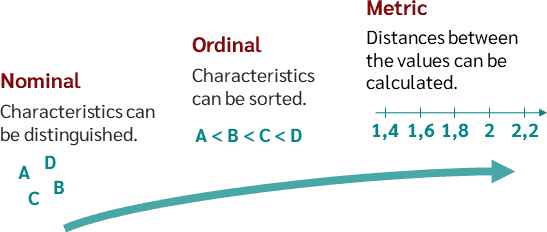 Nominal
Characteristics can
be distinguished.
A
D
C
B
Ordinal
Characteristics
can be sorted.
A < B < C < D
Metric
Distances between
the values can be
calculated.
1,4 1,6 1,8 2 2,2